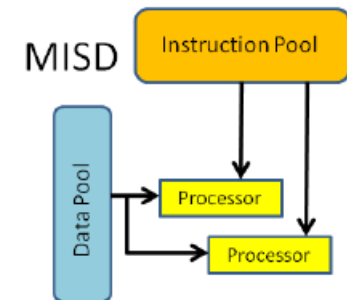 MISD
Instruction Pool
Data Pool
Processor
Processor